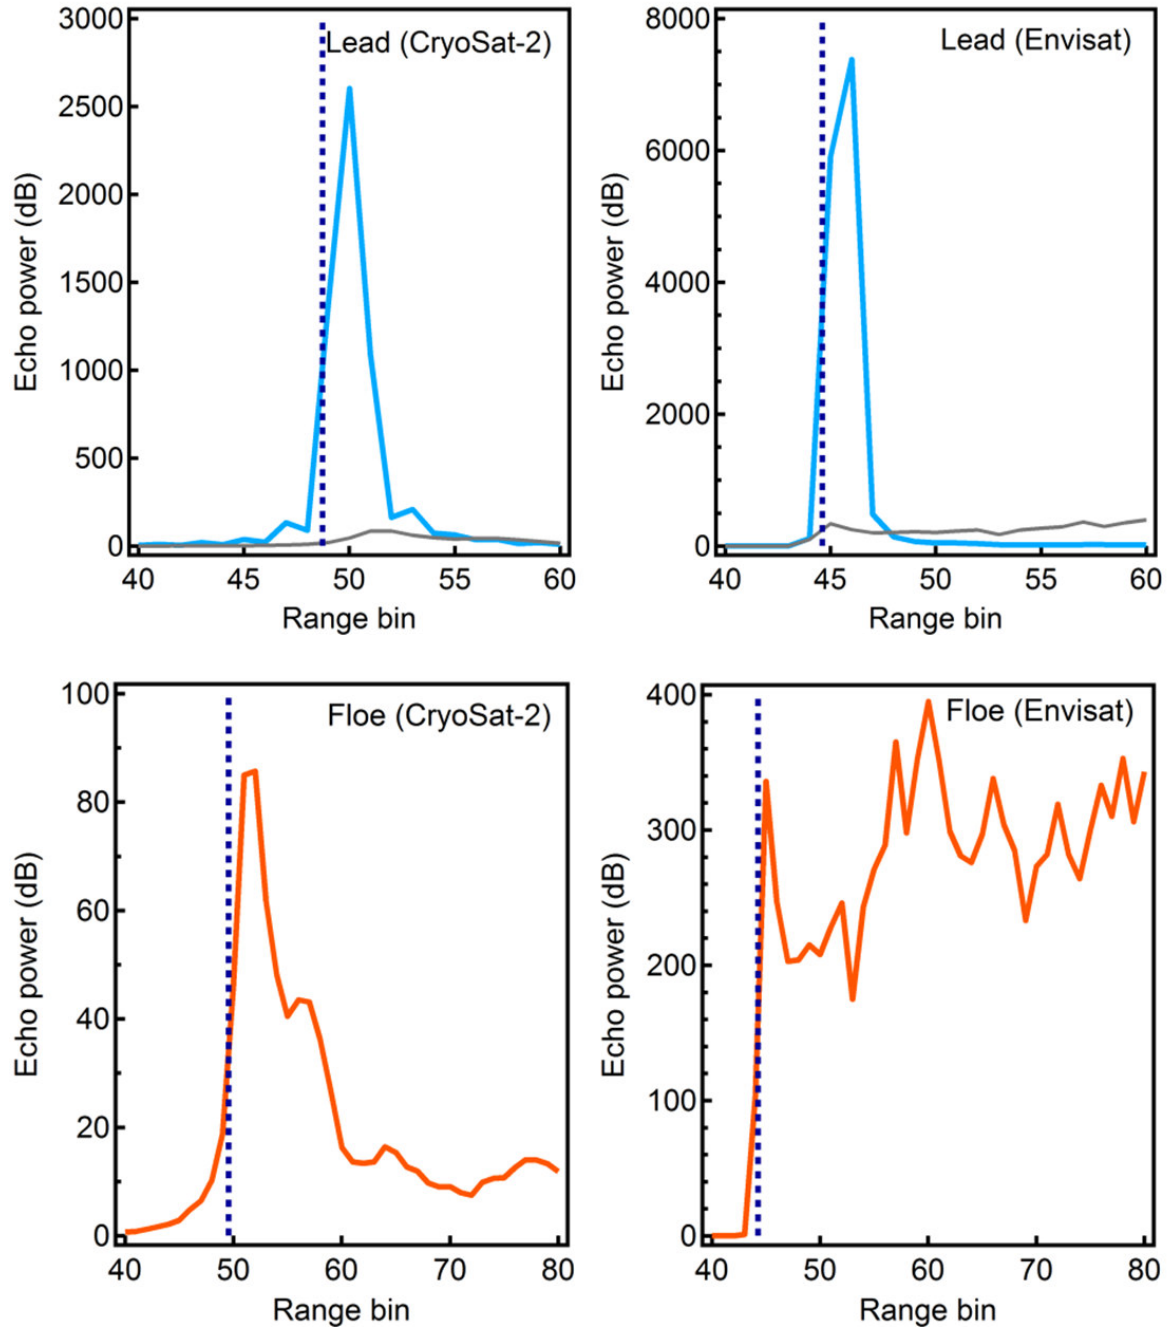 Lead (CryoSat-2)
Echo power (dB)
3000
2500
2000
1500
1000
500
0
40 45 50 55 60
Range bin
Lead (Envisat)
Echo power (dB)
8000
6000
4000
2000
0
40 45 50 55 60
Range bin
Floe (CryoSat-2)
Echo power (dB)
100
80
60
40
20
0
40 50 60 70 80
Range bin
Floe (Envisat)
Echo power (dB)
400
300
200
100
0
40 50 60 70 80
Range bin